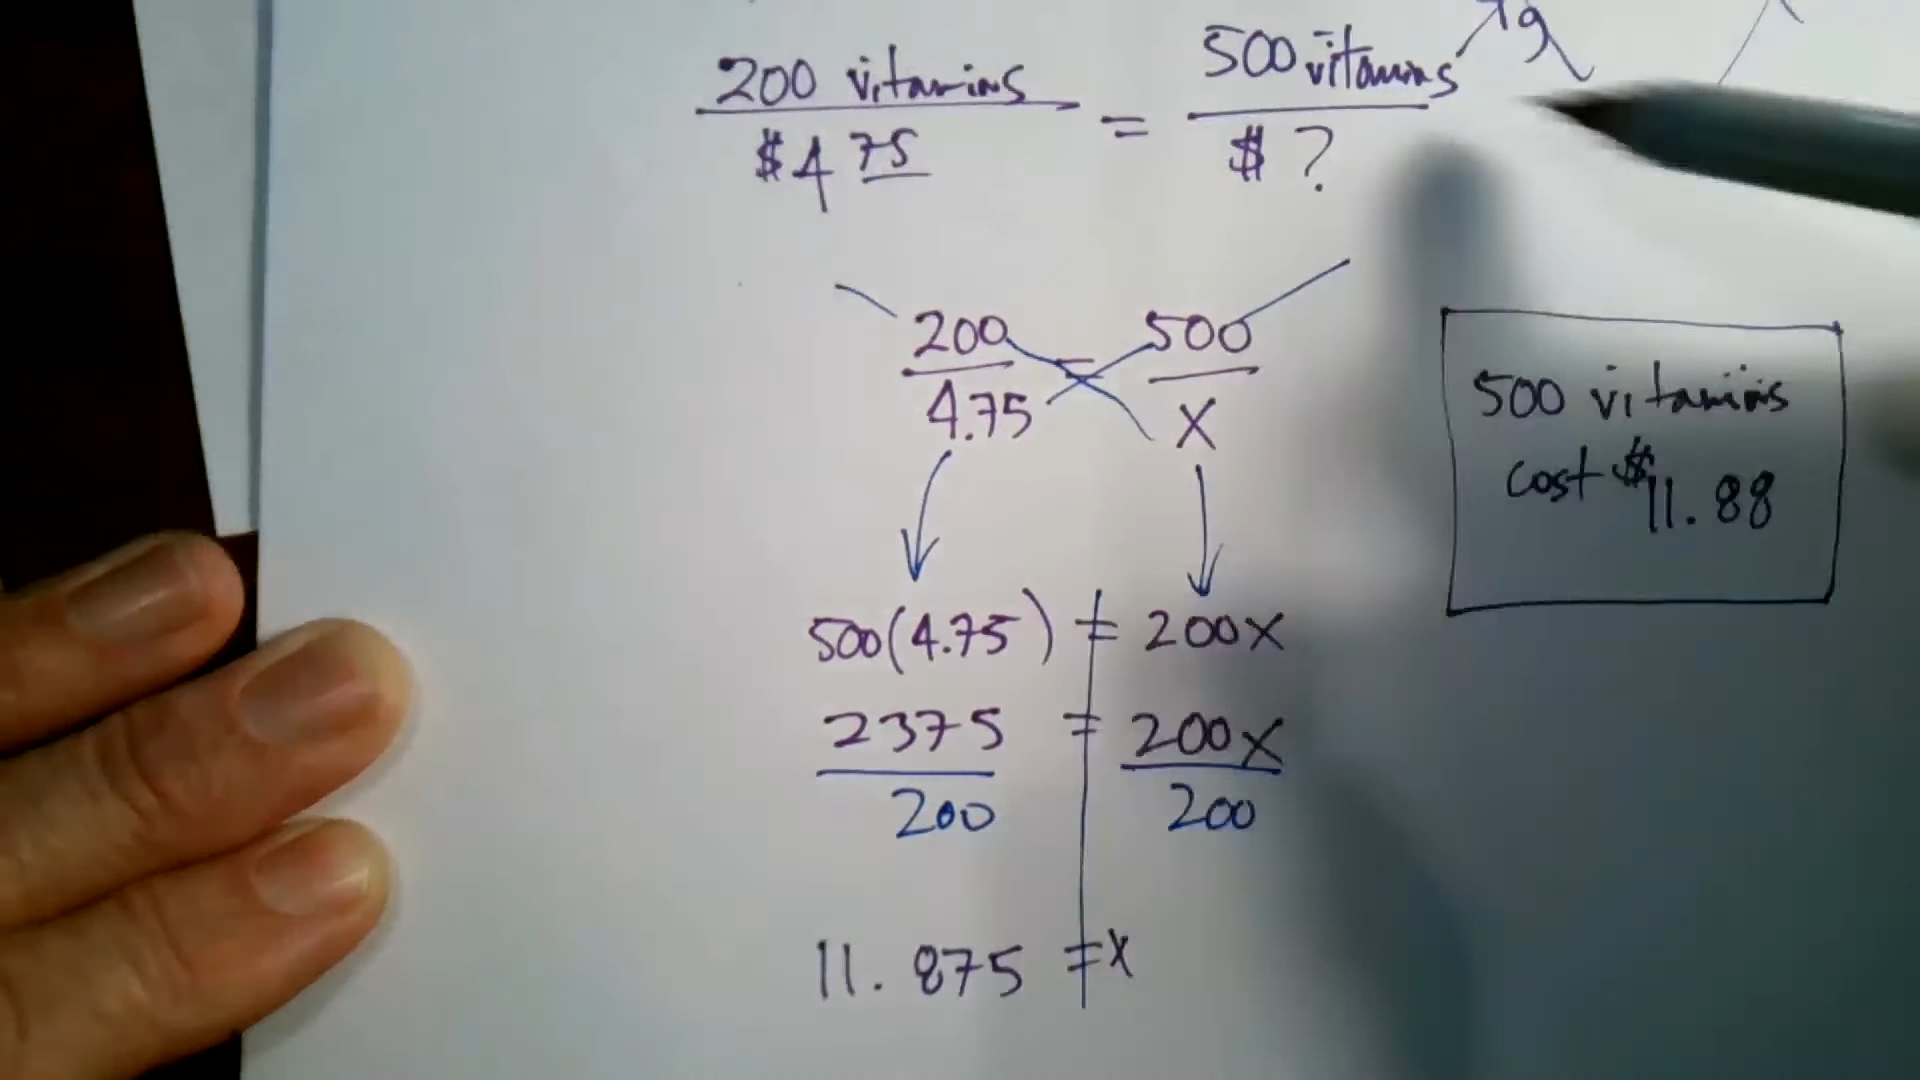 200 vitamins = 500 vitamins
$4 75 $ ?
200 = 500
4.75 X
500(4.75) = 200X
2375 = 200X
200 200
11.875 = X
500 vitamins
cost $11.88